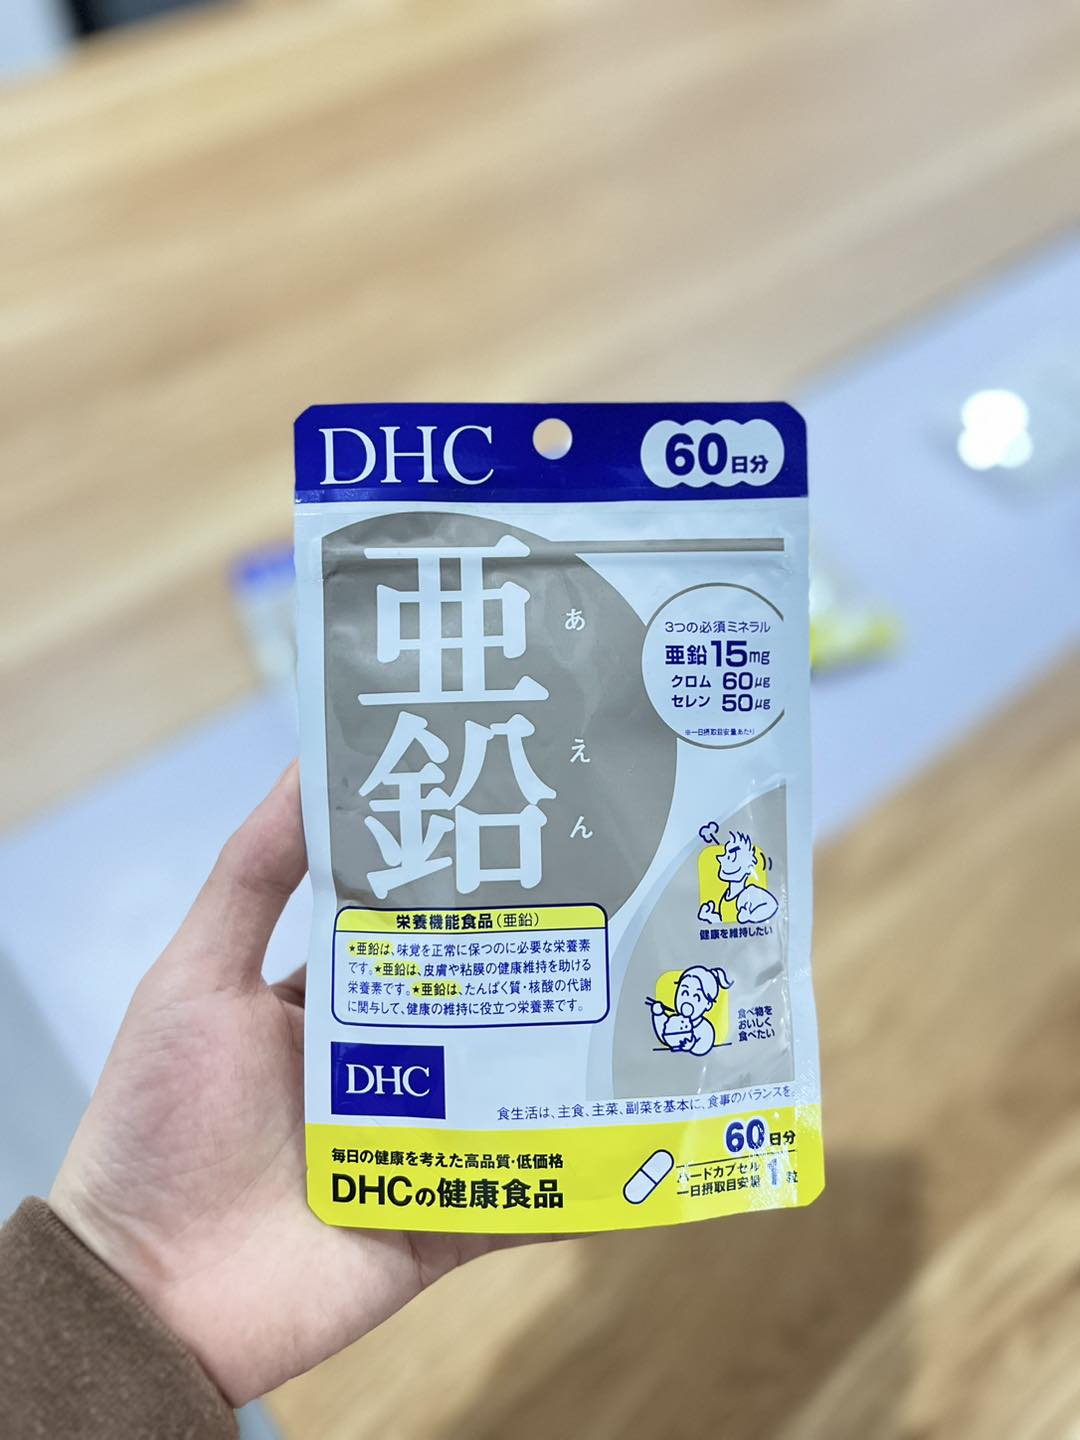 DHC
60日分
亜鉛
あえん
3つの必須ミネラル
亜鉛15mg
クロム 60μg
セレン 50μg
※一日摂取目安量あたり
健康を維持したい
食べ物を
おいしく
食べたい
栄養機能食品(亜鉛)
★亜鉛は、味覚を正常に保つのに必要な栄養素
です。★亜鉛は、皮膚や粘膜の健康維持を助ける
栄養素です。★亜鉛は、たんぱく質・核酸の代謝
に関与して、健康の維持に役立つ栄養素です。
DHC
食生活は、主食、主菜、副菜を基本に、食事のバランスを。
毎日の健康を考えた高品質・低価格
DHCの健康食品
60日分
ハードカプセル
一日摂取目安量 1粒